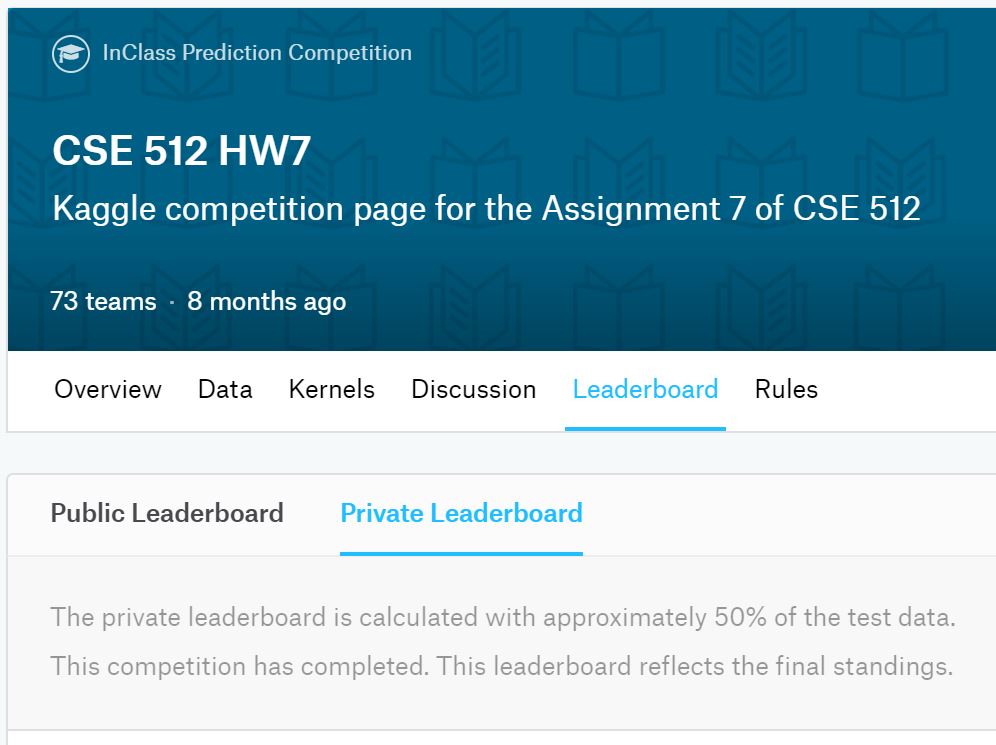 InClass Prediction Competition
CSE 512 HW7
Kaggle competition page for the Assignment 7 of CSE 512
73 teams · 8 months ago
Overview Data Kernels Discussion Leaderboard Rules
Public Leaderboard Private Leaderboard
The private leaderboard is calculated with approximately 50% of the test data.
This competition has completed. This leaderboard reflects the final standings.